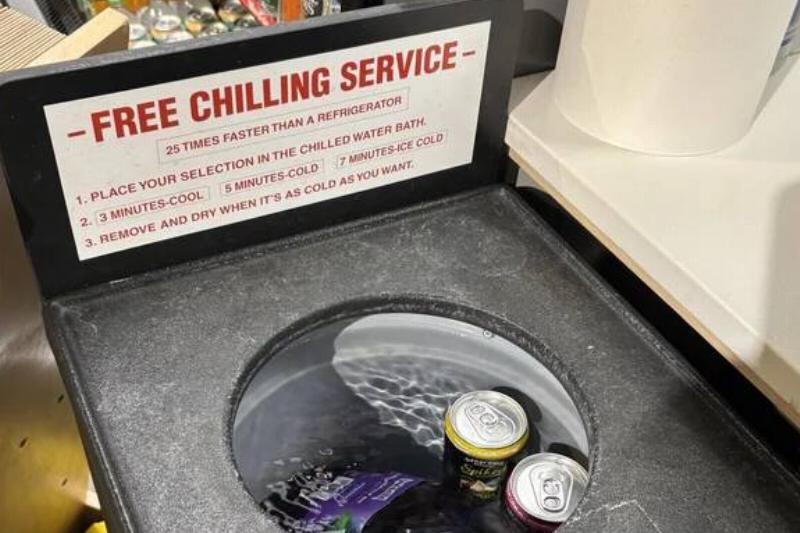 -FREE CHILLING SERVICE-
25 TIMES FASTER THAN A REFRIGERATOR
1. PLACE YOUR SELECTION IN THE CHILLED WATER BATH.
2. 3 MINUTES-COOL 5 MINUTES-COLD 7 MINUTES-ICE COLD
3. REMOVE AND DRY WHEN IT'S AS COLD AS YOU WANT.
Spiked